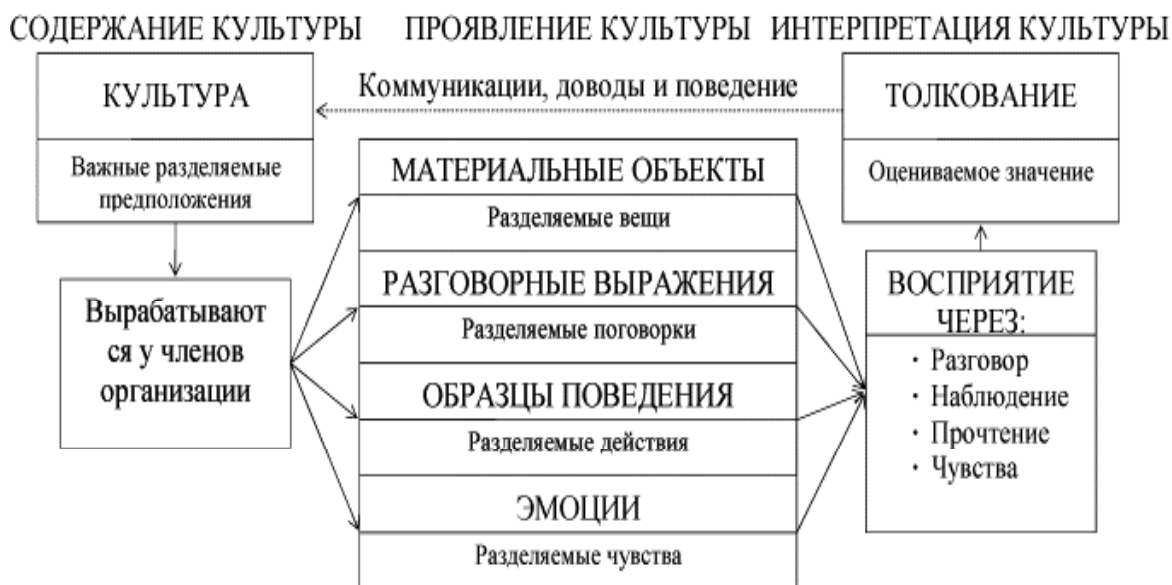 СОДЕРЖАНИЕ КУЛЬТУРЫ ПРОЯВЛЕНИЕ КУЛЬТУРЫ ИНТЕРПРЕТАЦИЯ КУЛЬТУРЫ
КУЛЬТУРА
Важные разделяемые
предположения
Вырабатывают
ся у членов
организации
Коммуникации, доводы и поведение
МАТЕРИАЛЬНЫЕ ОБЪЕКТЫ
Разделяемые вещи
РАЗГОВОРНЫЕ ВЫРАЖЕНИЯ
Разделяемые поговорки
ОБРАЗЦЫ ПОВЕДЕНИЯ
Разделяемые действия
ЭМОЦИИ
Разделяемые чувства
ТОЛКОВАНИЕ
Оцениваемое значение
ВОСПРИЯТИЕ
ЧЕРЕЗ:
· Разговор
· Наблюдение
· Прочтение
· Чувства